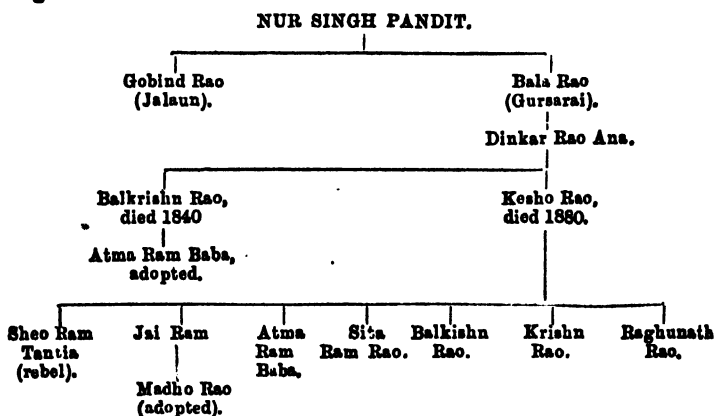 NUR SINGH PANDIT.
Gobind Rao
(Jalaun).
Bala Rao
(Gursarai).
Dinkar Rao Ana.
Balkrishn Rao,
died 1840
Kesho Rao,
died 1880.
Atma Ram Baba,
adopted.
Sheo Ram
Tantia
(rebel).
Jai Ram
Atma
Ram
Baba,
Sita
Ram Rao.
Balkishn
Rao.
Krishn
Rao.
Raghunath
Rao.
Madho Rao
(adopted).